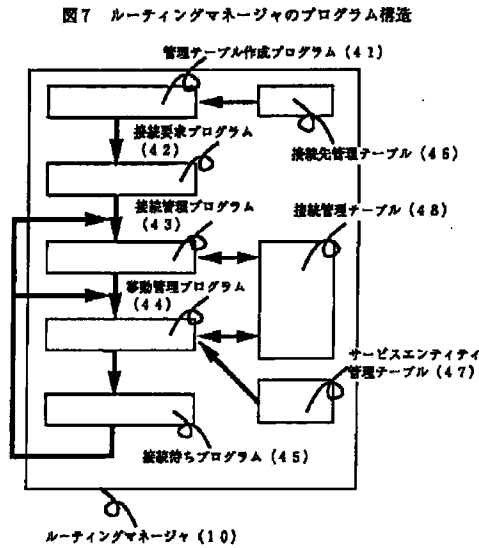 図7 ルーティングマネージャのプログラム構造
管理テーブル作成プログラム(41)
接続要求プログラム
(42)
接続先管理テーブル(46)
接続管理プログラム
(43)
接続管理テーブル(48)
移動管理プログラム
(44)
サービスエンティティ
管理テーブル(47)
接続待ちプログラム(45)
ルーティングマネージャ(10)